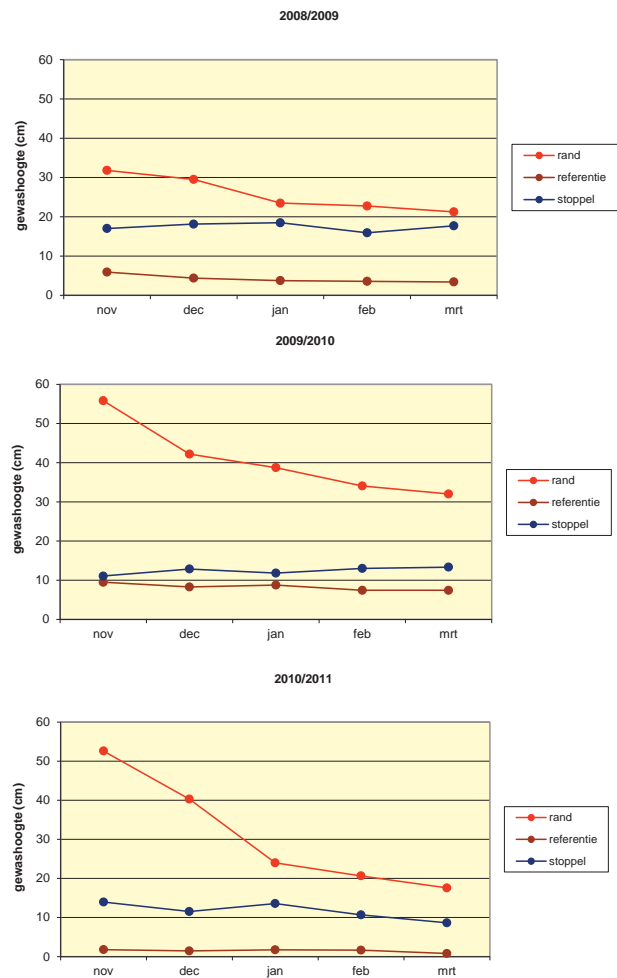 2008/2009
gewashoogte (cm)
60
50
40
30
20
10
0
nov dec jan feb mrt
rand
referentie
stoppel
2009/2010
gewashoogte (cm)
60
50
40
30
20
10
0
nov dec jan feb mrt
rand
referentie
stoppel
2010/2011
gewashoogte (cm)
60
50
40
30
20
10
0
nov dec jan feb mrt
rand
referentie
stoppel